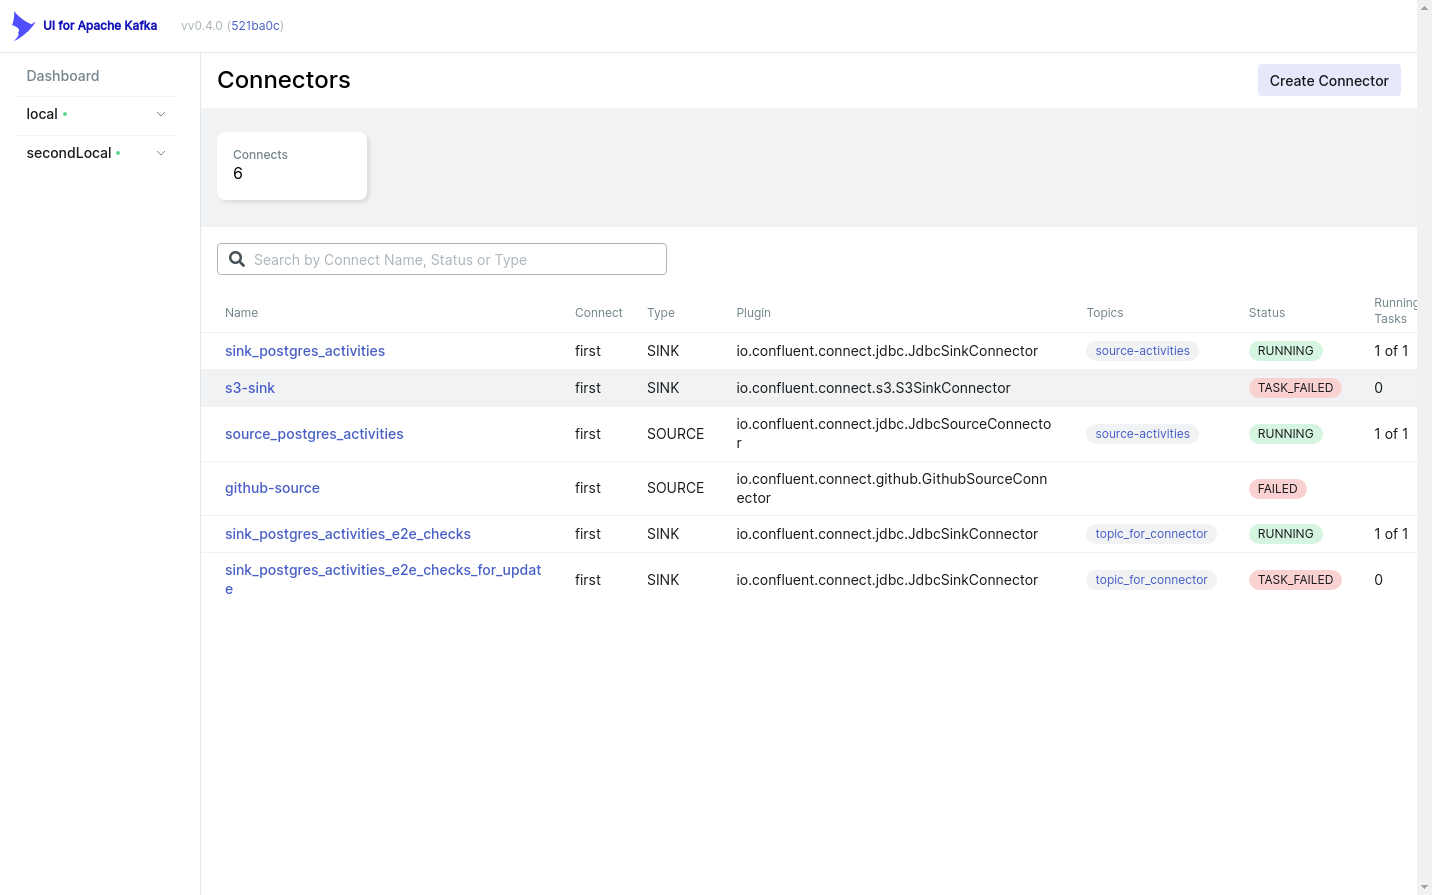 UI for Apache Kafka vv0.4.0 (521ba0c)
Dashboard
local
secondLocal
Connectors
Create Connector
Connects
6
Search by Connect Name, Status or Type
Name Connect Type Plugin Topics Status Running
Tasks
sink_postgres_activities first SINK io.confluent.connect.jdbc.JdbcSinkConnector source-activities RUNNING 1 of 1
s3-sink first SINK io.confluent.connect.s3.S3SinkConnector TASK_FAILED 0
source_postgres_activities first SOURCE io.confluent.connect.jdbc.JdbcSourceConnecto source-activities RUNNING 1 of 1
r
github-source first SOURCE io.confluent.connect.github.GithubSourceConn FAILED
ector
sink_postgres_activities_e2e_checks first SINK io.confluent.connect.jdbc.JdbcSinkConnector topic_for_connector RUNNING 1 of 1
sink_postgres_activities_e2e_checks_for_updat first SINK io.confluent.connect.jdbc.JdbcSinkConnector topic_for_connector TASK_FAILED 0
e